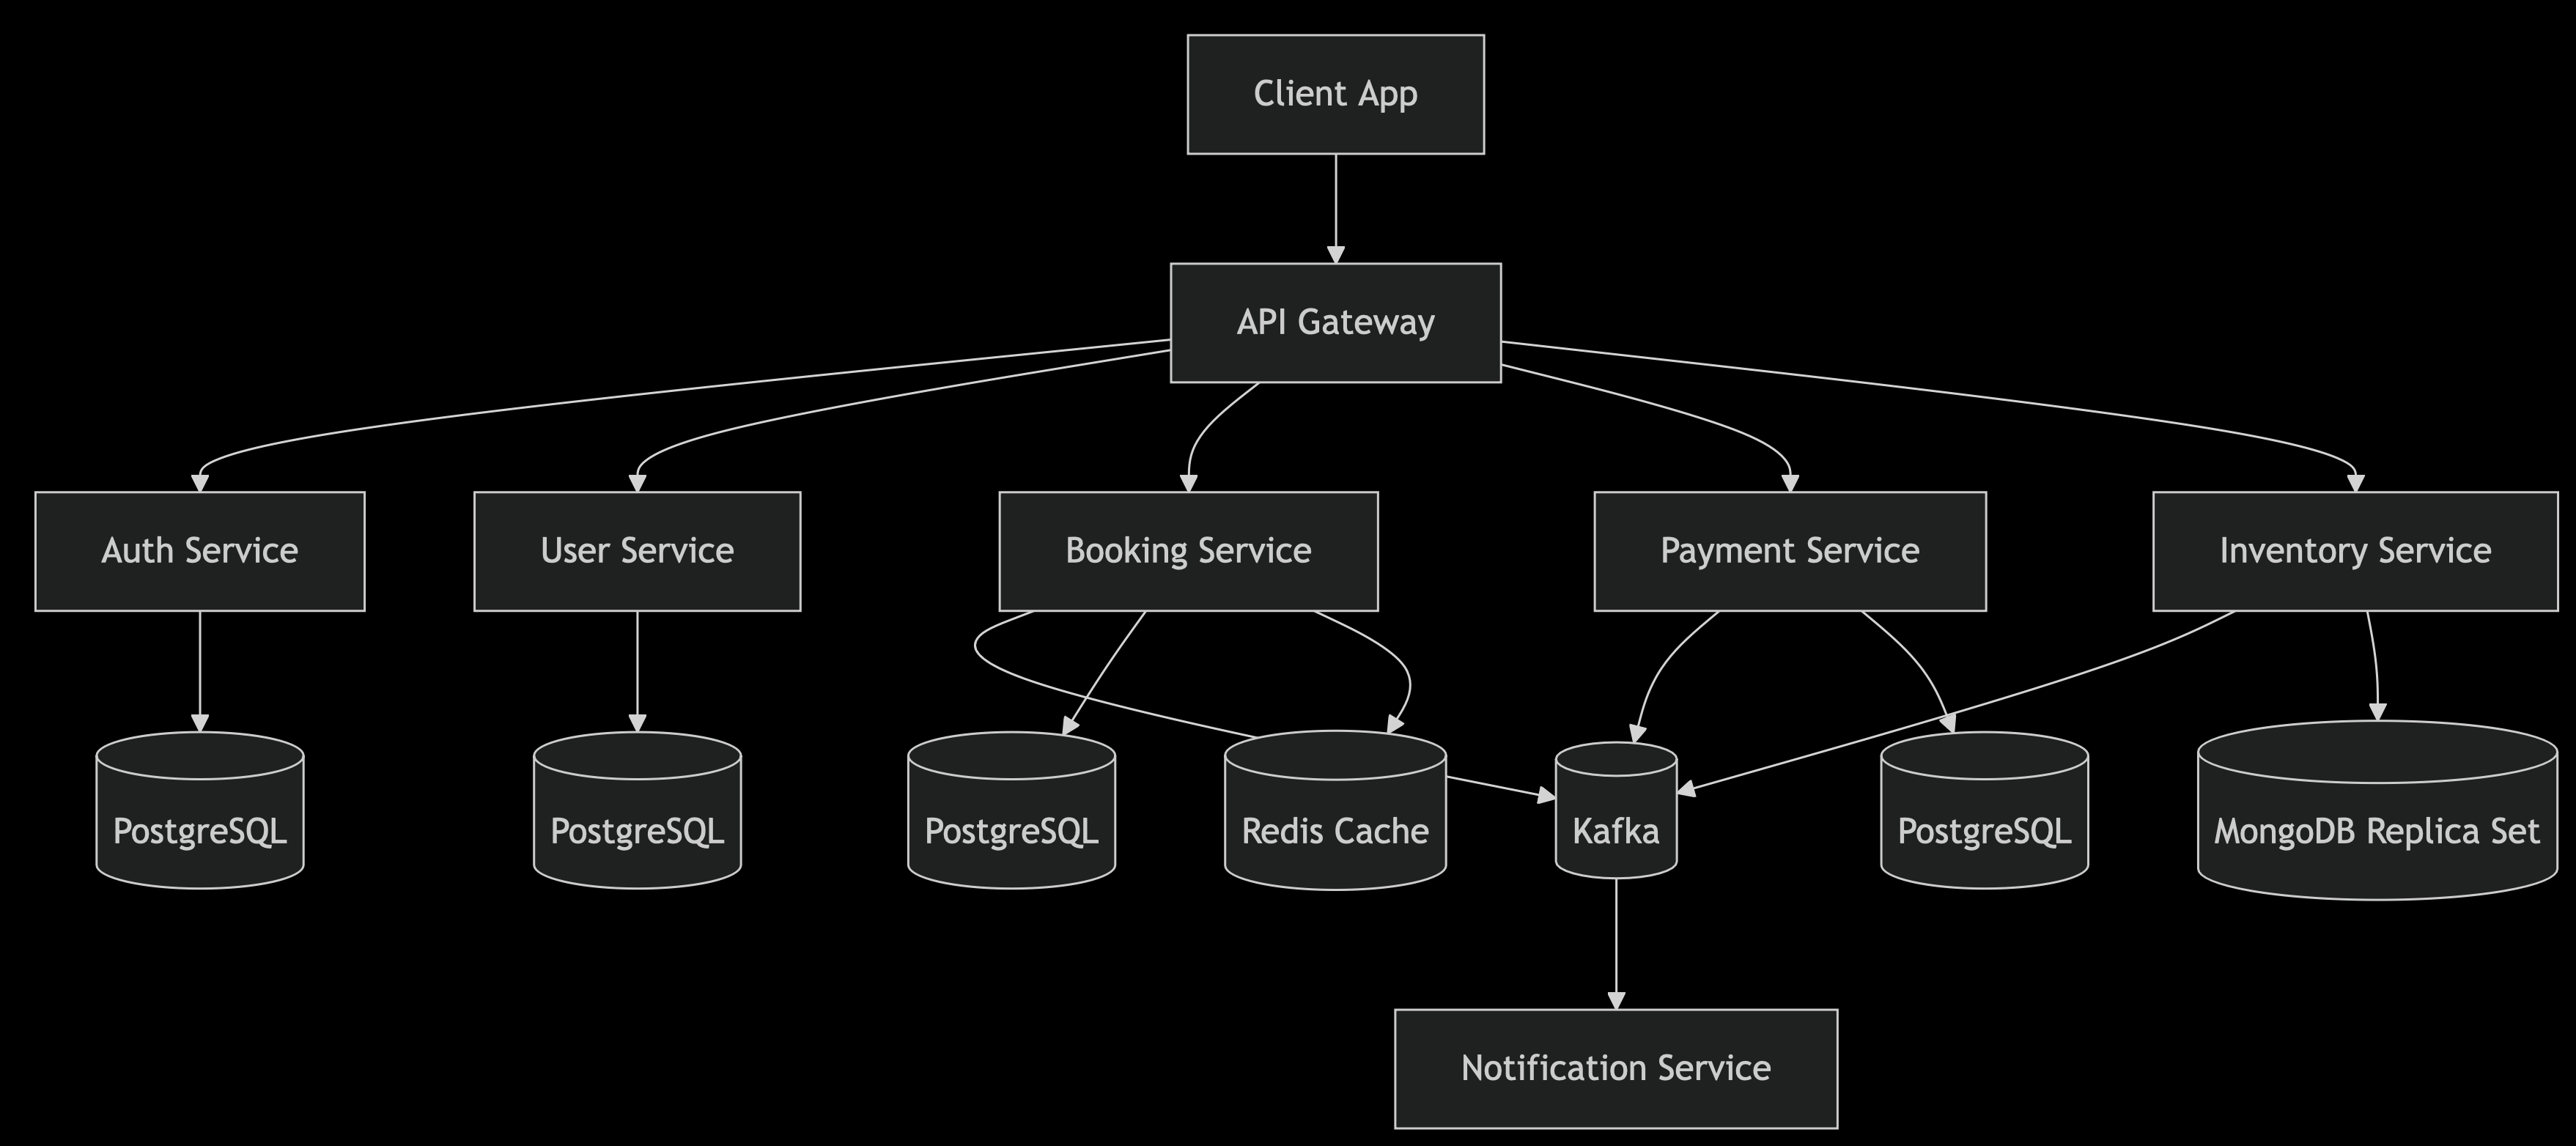 Client App
API Gateway
Auth Service
User Service
Booking Service
Payment Service
Inventory Service
PostgreSQL
PostgreSQL
PostgreSQL
Redis Cache
Kafka
PostgreSQL
MongoDB Replica Set
Notification Service